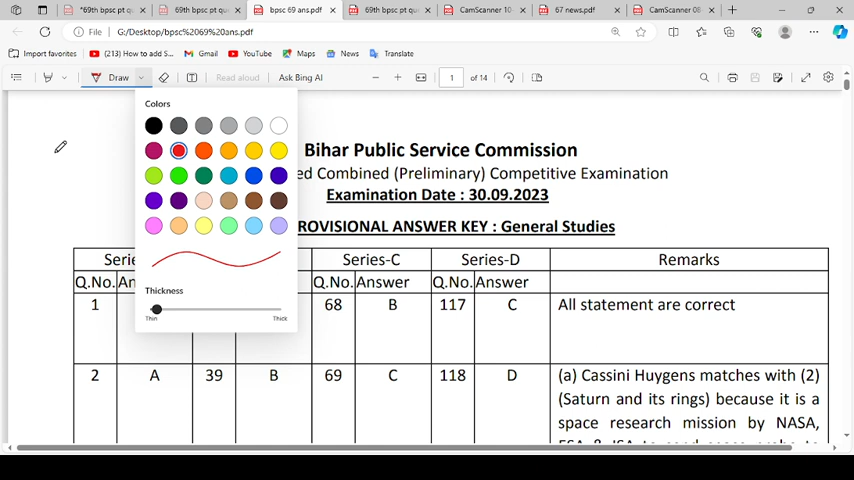 *69th bpsc pt qu
69th bpsc pt que
bpsc 69 ans.pdf
69th bpsc pt que
CamScanner 10-
67 news.pdf
CamScanner 08
File G:/Desktop/bpsc%2069%20ans.pdf
Import favorites (213) How to add S... Gmail YouTube Maps News Translate
Draw Read aloud Ask Bing AI 1 of 14
Colors
Thickness
Thin Thick
Bihar Public Service Commission
ed Combined (Preliminary) Competitive Examination
Examination Date : 30.09.2023
ROVISIONAL ANSWER KEY : General Studies
Serie Series-C Series-D Remarks
Q.No. An Q.No. Answer Q.No. Answer
1 68 B 117 C All statement are correct
2 A 39 B 69 C 118 D (a) Cassini Huygens matches with (2)
(Saturn and its rings) because it is a
space research mission by NASA,